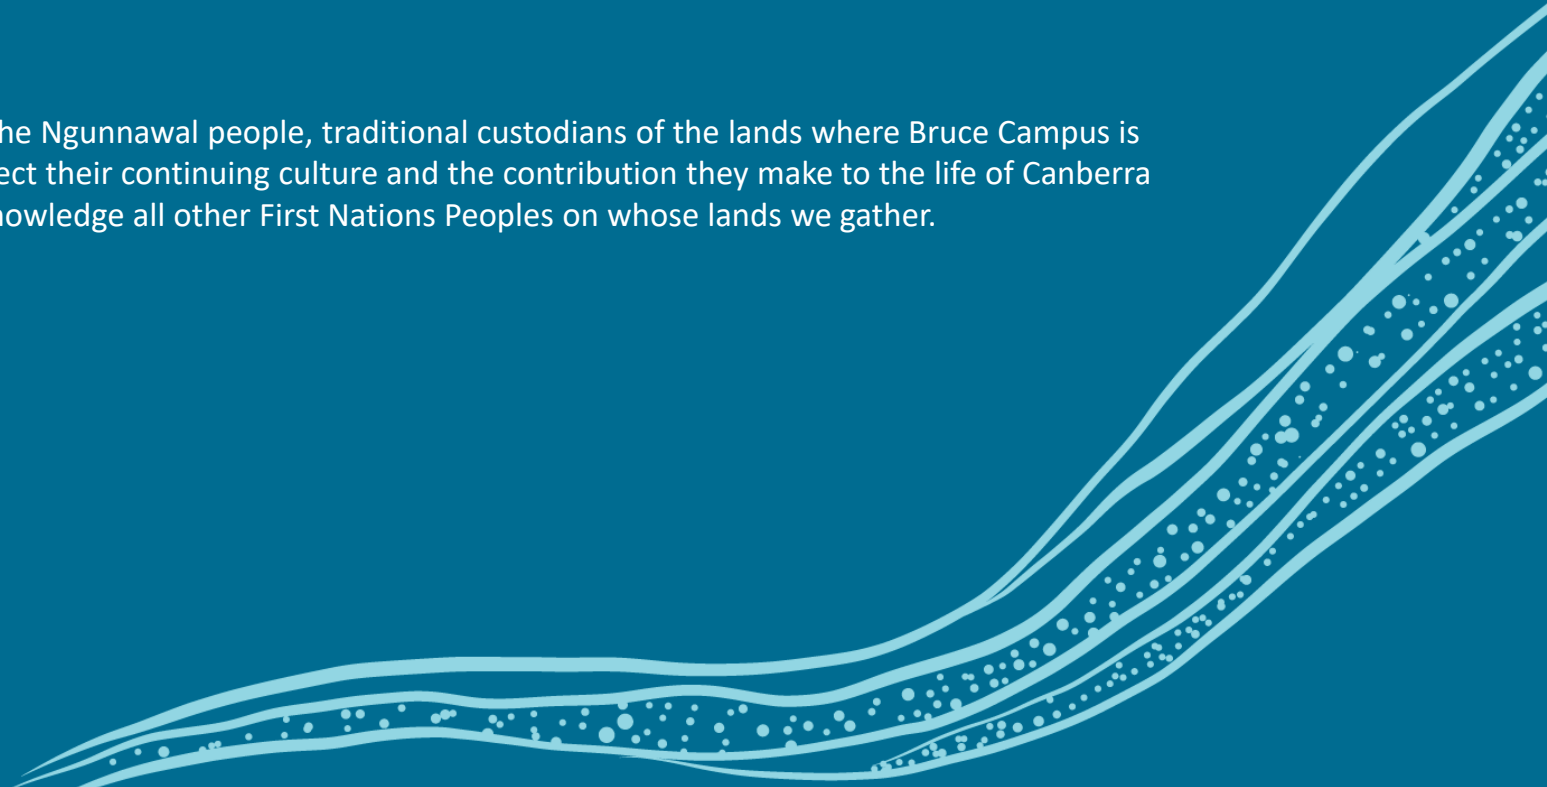 he Ngunnawal people, traditional custodians of the lands where Bruce Campus is
ect their continuing culture and the contribution they make to the life of Canberra
nowledge all other First Nations Peoples on whose lands we gather.